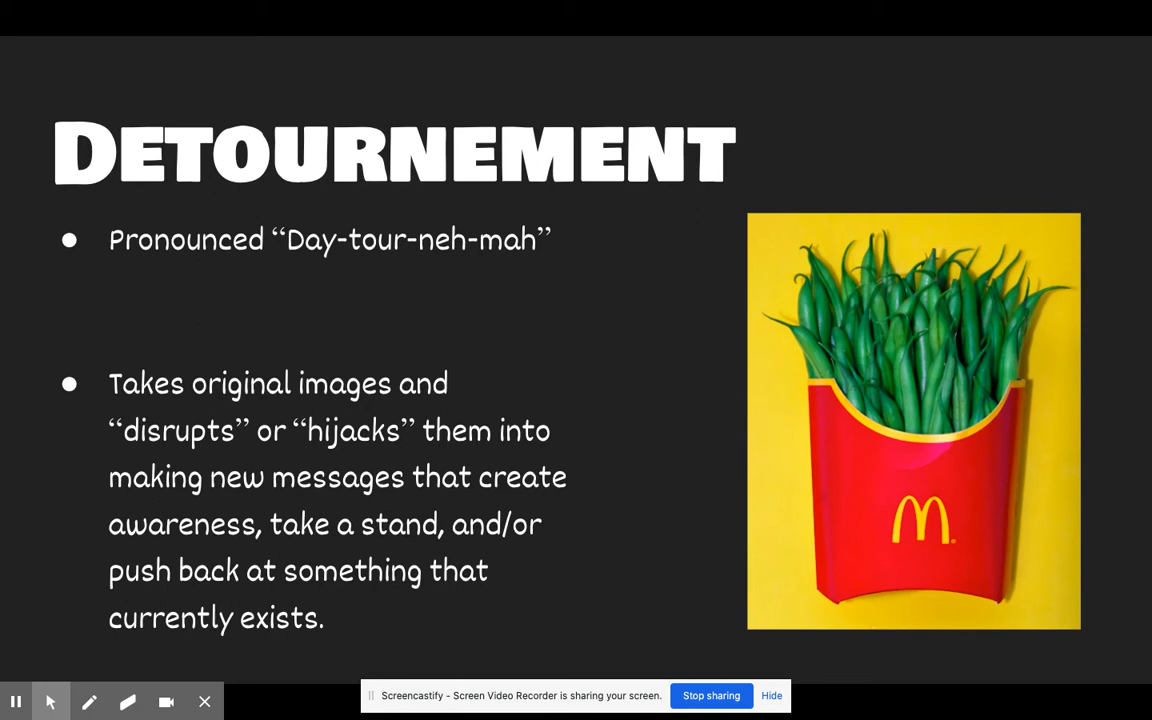 DETOURNEMENT
● Pronounced “Day-tour-neh-mah”
● Takes original images and
“disrupts” or “hijacks” them into
making new messages that create
awareness, take a stand, and/or
push back at something that
currently exists.
M
Screencastify - Screen Video Recorder is sharing your screen. Stop sharing Hide